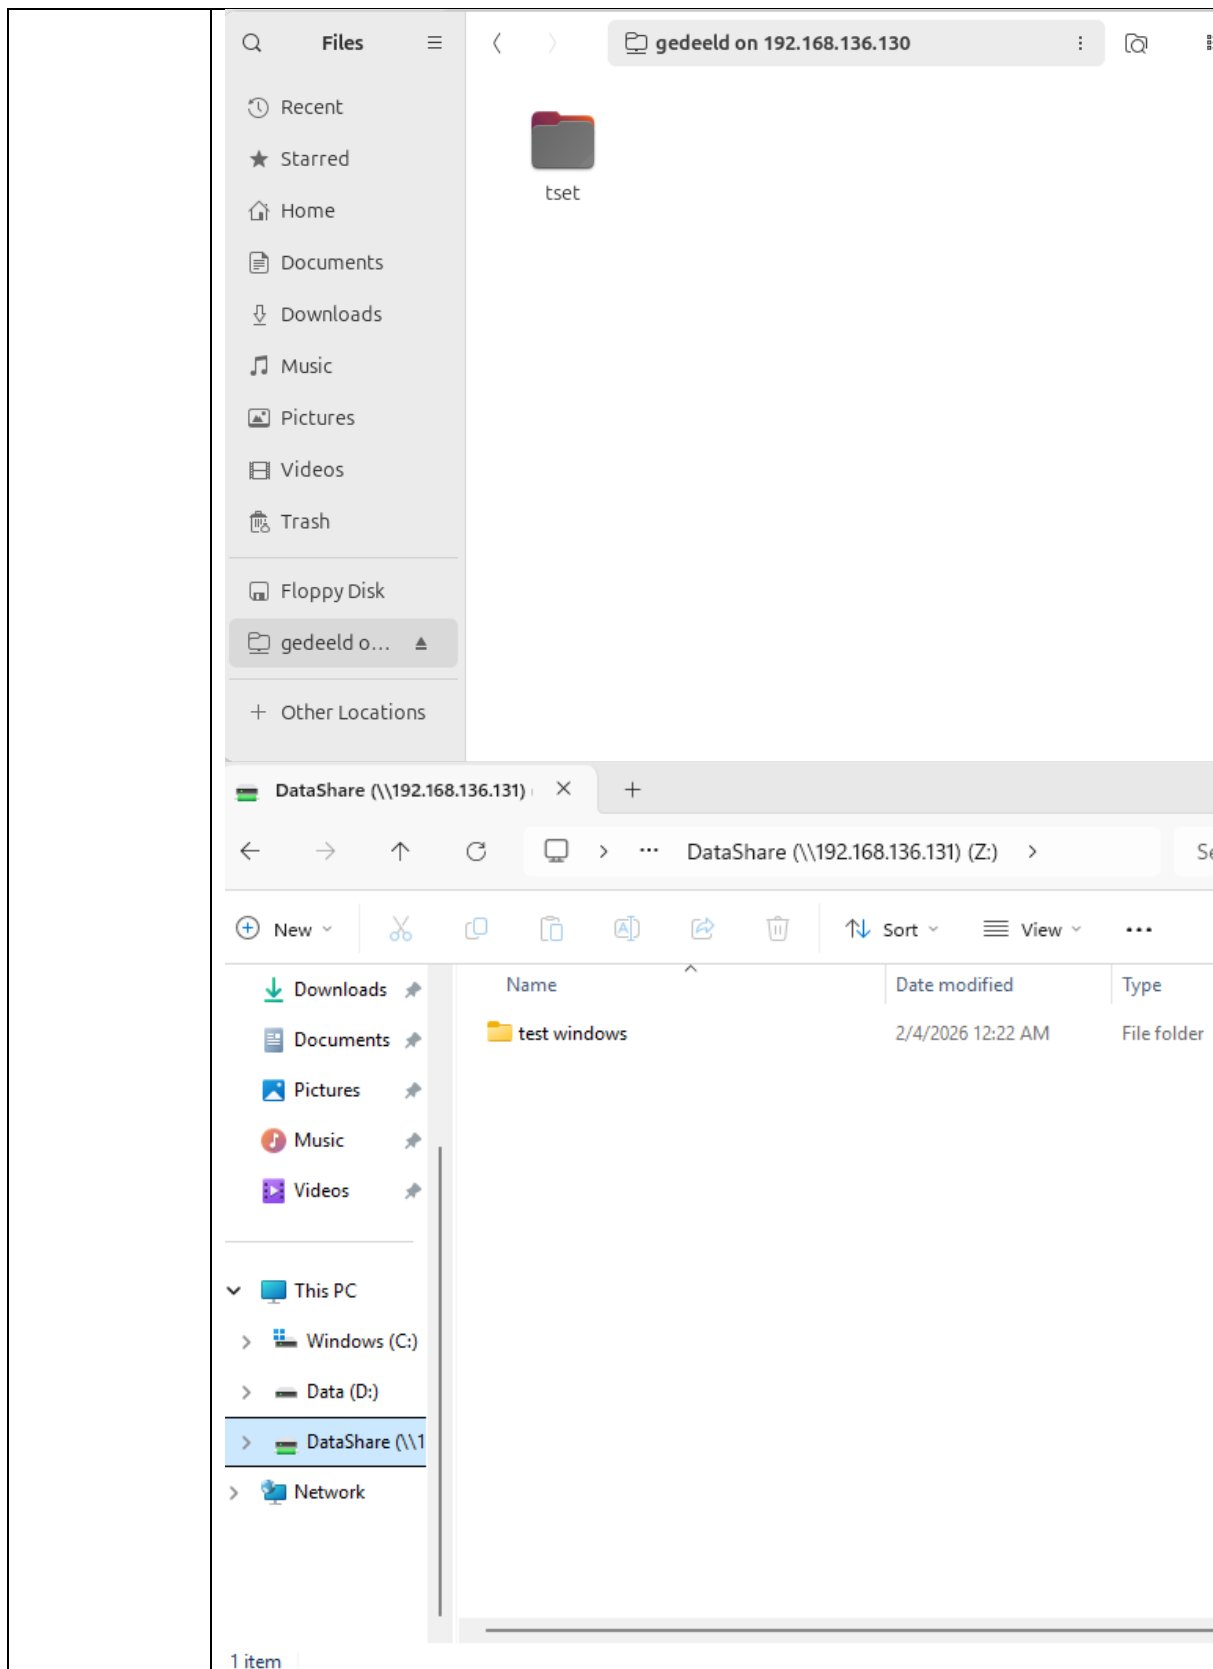 Files
gedeeld on 192.168.136.130
Recent
Starred
Home
Documents
Downloads
Music
Pictures
Videos
Trash
Floppy Disk
gedeeld o...
Other Locations
tset
DataShare (\\192.168.136.131)
DataShare (\\192.168.136.131) (Z:)
New
Sort
View
Downloads
Documents
Pictures
Music
Videos
This PC
Windows (C:)
Data (D:)
DataShare (\\1
Network
Name Date modified Type
test windows 2/4/2026 12:22 AM File folder
1 item